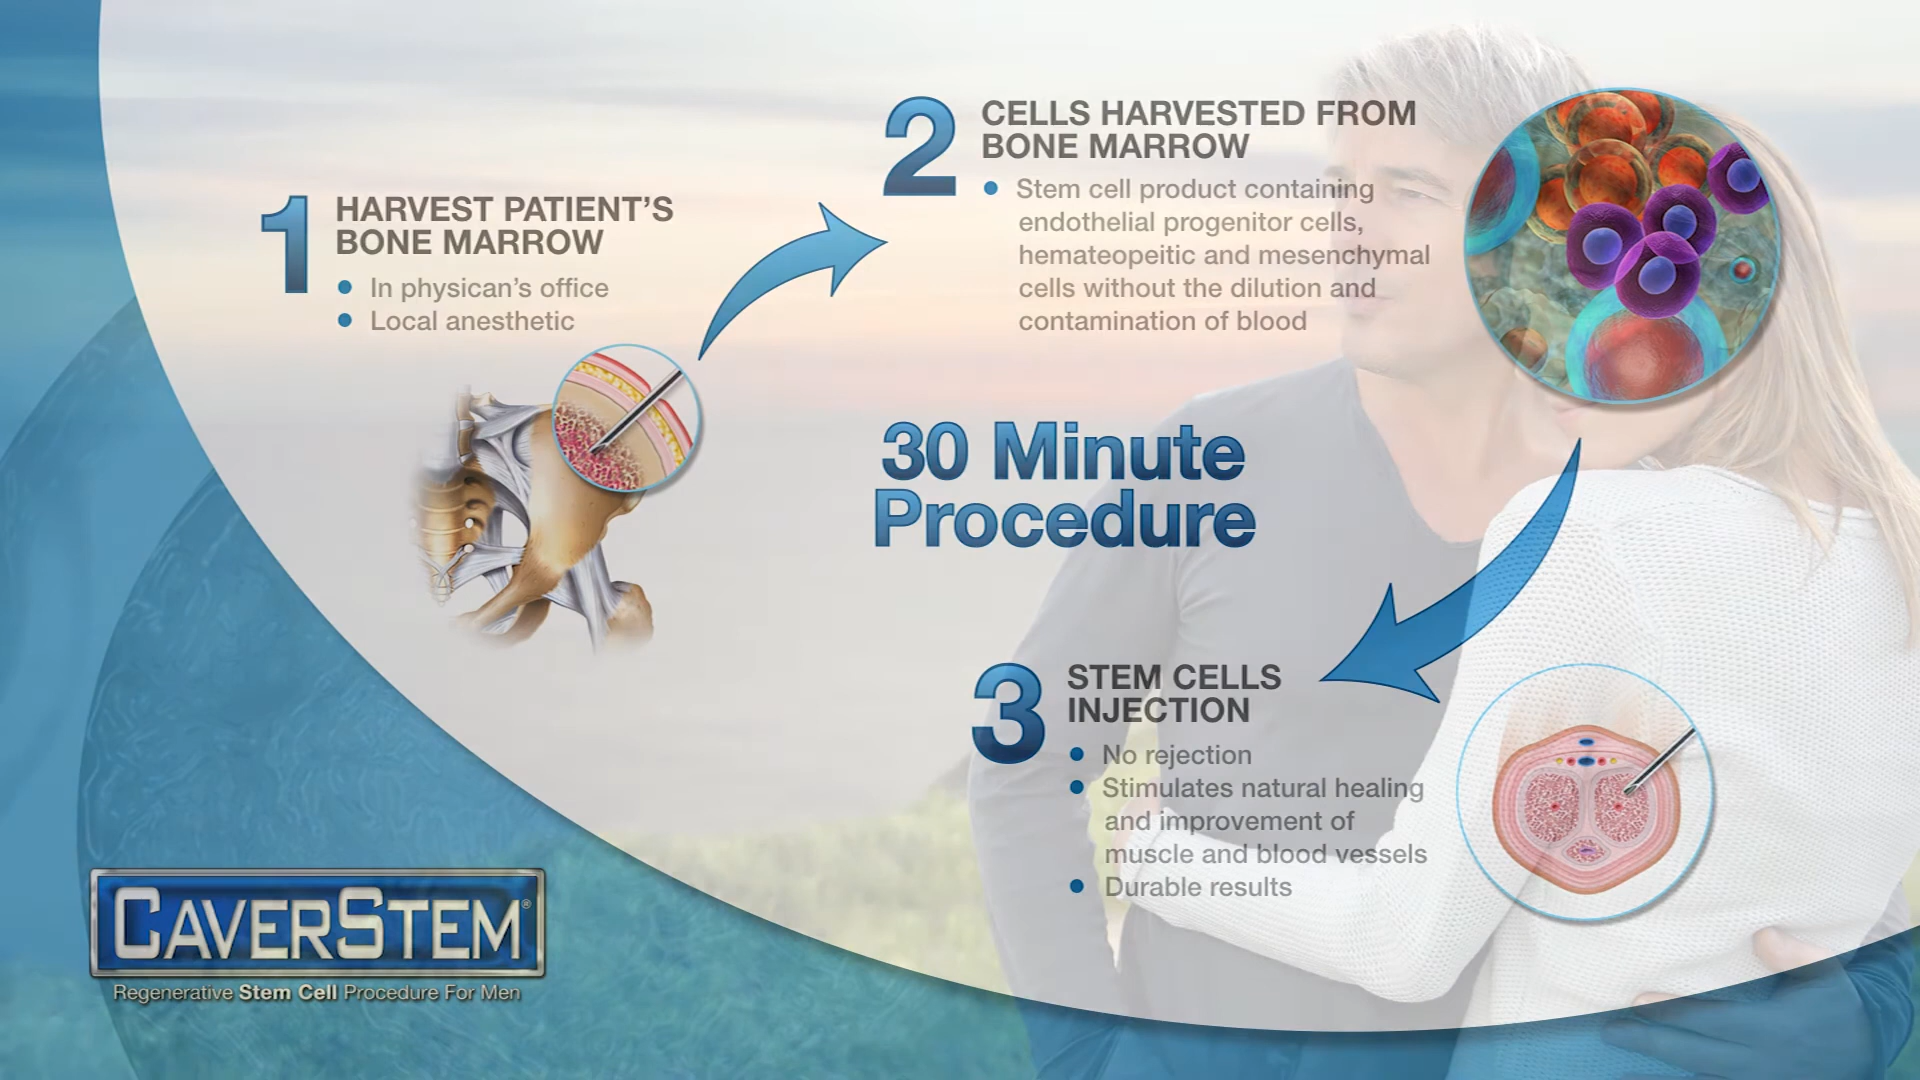 1
HARVEST PATIENT'S
BONE MARROW
• In physican's office
• Local anesthetic
2
CELLS HARVESTED FROM
BONE MARROW
• Stem cell product containing
endothelial progenitor cells,
hemateopeitic and mesenchymal
cells without the dilution and
contamination of blood
30 Minute
Procedure
3
STEM CELLS
INJECTION
• No rejection
• Stimulates natural healing
and improvement of
muscle and blood vessels
• Durable results
CAVERSTEM®
Regenerative Stem Cell Procedure For Men